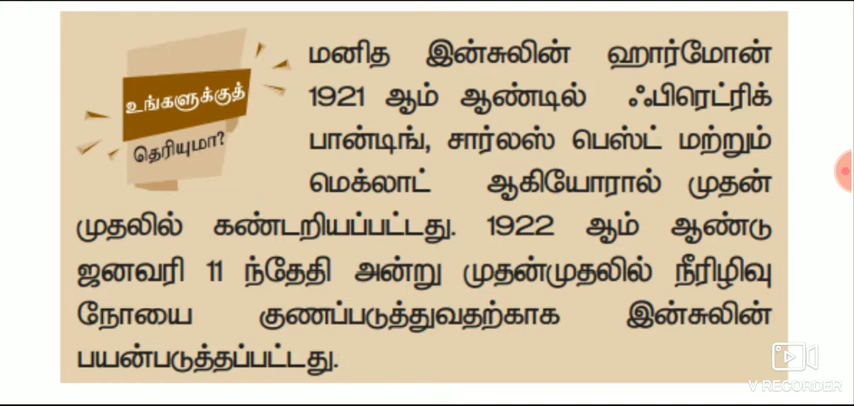 உங்களுக்குத்
தெரியுமா?
மனித இன்சுலின் ஹார்மோன்
1921 ஆம் ஆண்டில் ஃபிரெட்ரிக்
பான்டிங், சார்லஸ் பெஸ்ட் மற்றும்
மெக்லாட் ஆகியோரால் முதன்
முதலில் கண்டறியப்பட்டது. 1922 ஆம் ஆண்டு
ஜனவரி 11 ந்தேதி அன்று முதன்முதலில் நீரிழிவு
நோயை குணப்படுத்துவதற்காக இன்சுலின்
பயன்படுத்தப்பட்டது.
V RECORDER